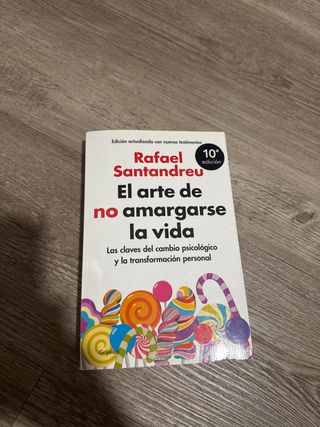 Edición actualizada con nuevos testimonios
10ª
edición
Rafael
Santandreu
El arte de
no amargarse
la vida
Las claves del cambio psicológico
y la transformación personal
Grijalbo